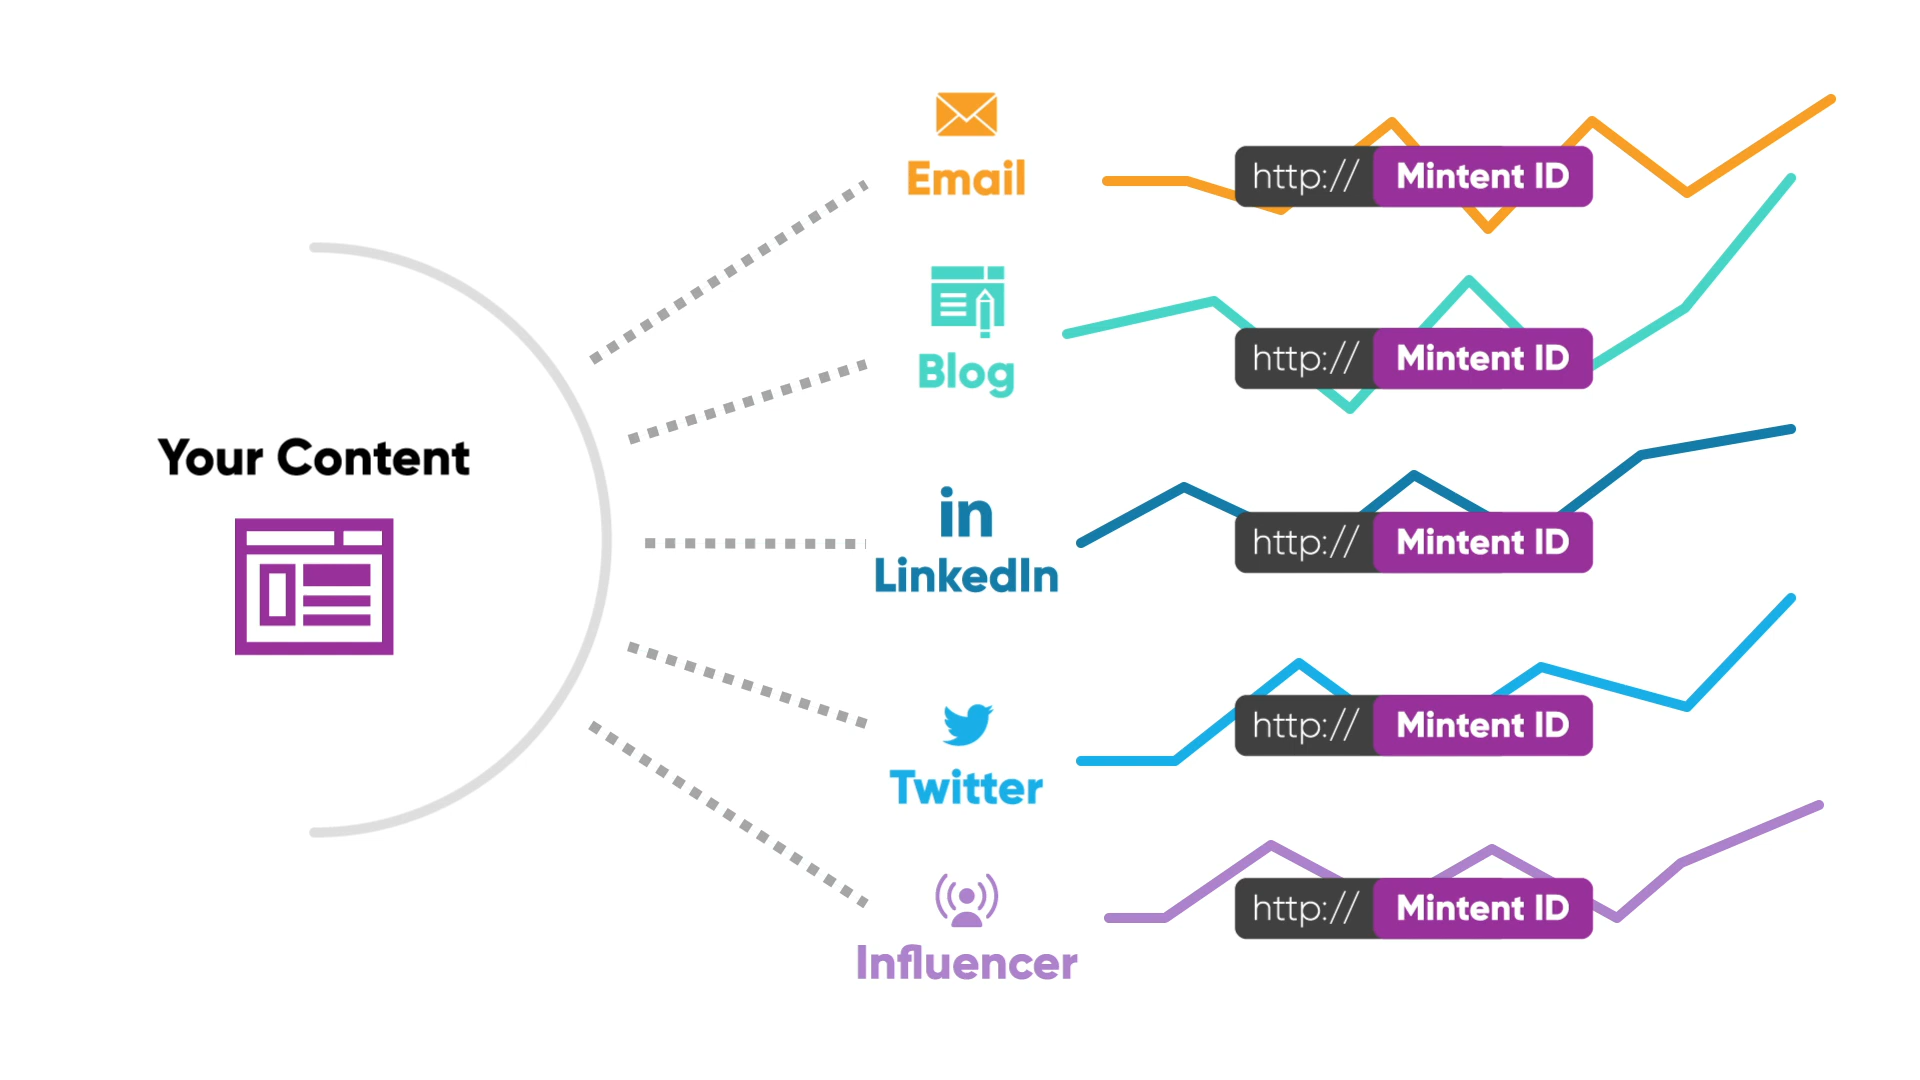 Your Content
Email
http:// Mintent ID
Blog
http:// Mintent ID
in
LinkedIn
http:// Mintent ID
Twitter
http:// Mintent ID
Influencer
http:// Mintent ID